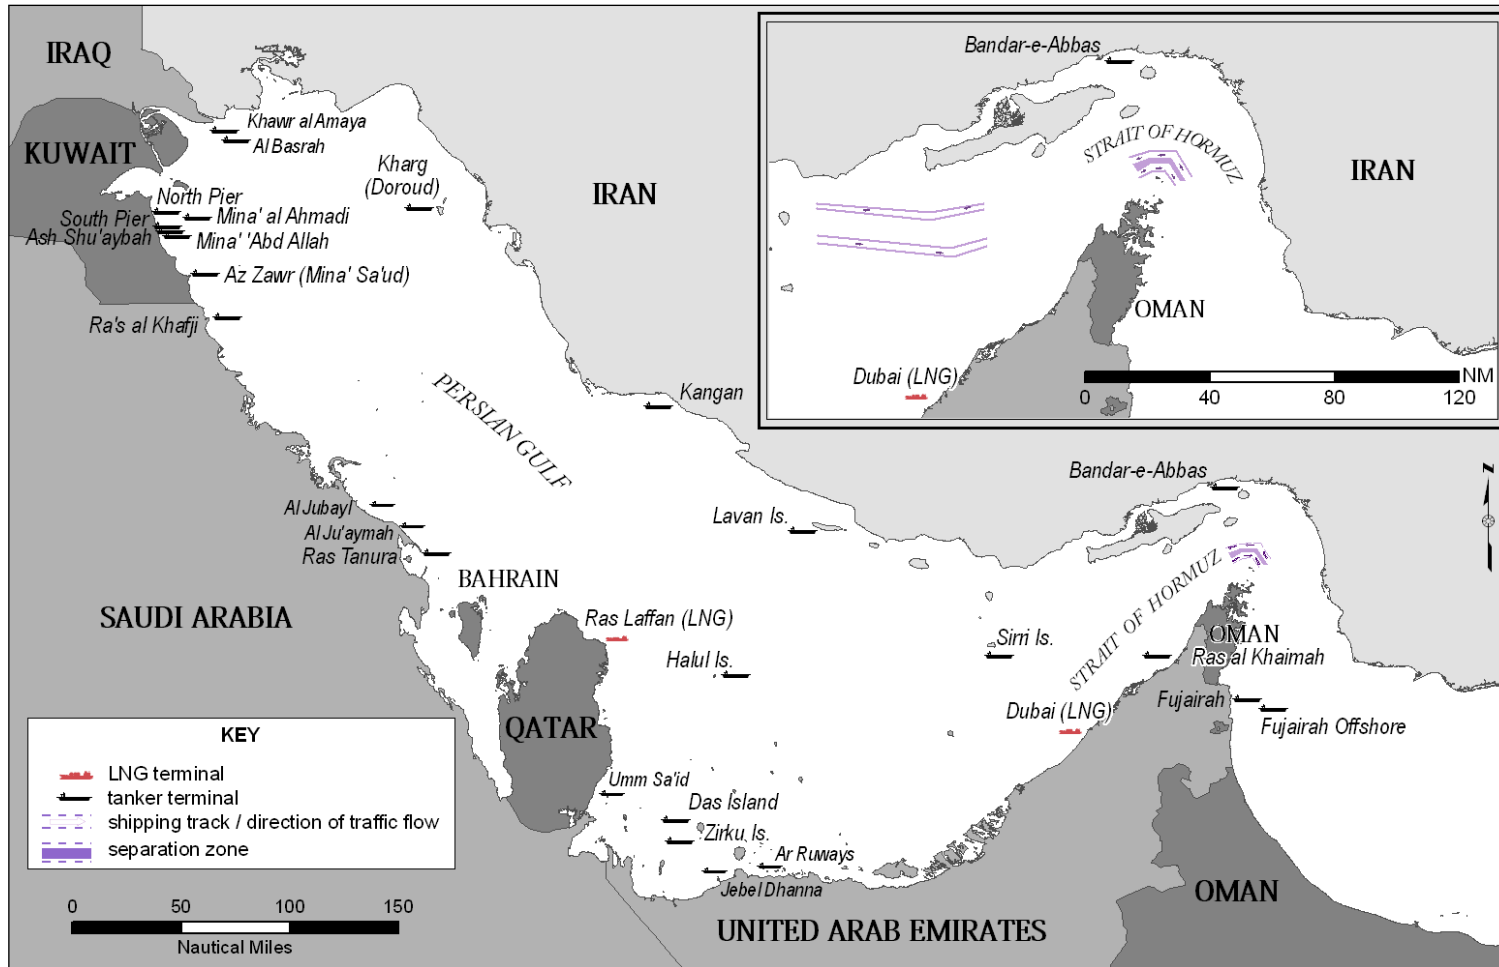 IRAQ
KUWAIT
Khawr al Amaya
Al Basrah
Kharg
(Doroud)
IRAN
North Pier
South Pier
Mina' al Ahmadi
Ash Shu'aybah
Mina' 'Abd Allah
Az Zawr (Mina' Sa'ud)
Ra's al Khafji
PERSIAN GULF
Kangan
Al Jubayl
Al Ju'aymah
Ras Tanura
Lavan Is.
BAHRAIN
SAUDI ARABIA
Ras Laffan (LNG)
Halul Is.
QATAR
Sirri Is.
Bandar-e-Abbas
STRAIT OF HORMUZ
OMAN
Ras al Khaimah
Dubai (LNG)
Fujairah
Fujairah Offshore
Umm Sa'id
Das Island
Zirku Is.
Ar Ruways
Jebel Dhanna
UNITED ARAB EMIRATES
OMAN
KEY
LNG terminal
tanker terminal
shipping track / direction of traffic flow
separation zone
0 50 100 150
Nautical Miles
Bandar-e-Abbas
STRAIT OF HORMUZ
IRAN
OMAN
Dubai (LNG)
NM
0 40 80 120
N